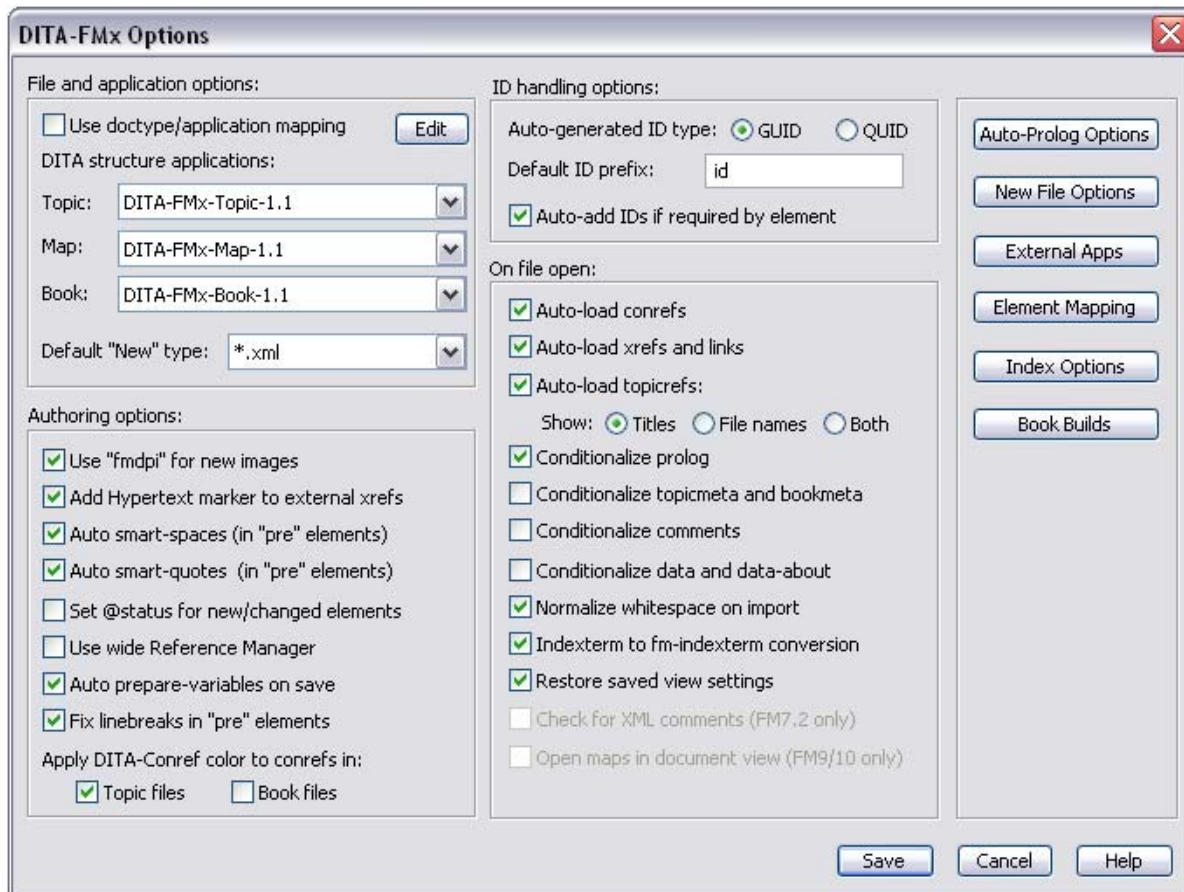 DITA-FMx Options
File and application options:
Use doctype/application mapping
Edit
DITA structure applications:
Topic: DITA-FMx-Topic-1.1
Map: DITA-FMx-Map-1.1
Book: DITA-FMx-Book-1.1
Default "New" type: *.xml
Authoring options:
Use "fmdpi" for new images
Add Hypertext marker to external xrefs
Auto smart-spaces (in "pre" elements)
Auto smart-quotes (in "pre" elements)
Set @status for new/changed elements
Use wide Reference Manager
Auto prepare-variables on save
Fix linebreaks in "pre" elements
Apply DITA-Conref color to conrefs in:
Topic files Book files
ID handling options:
Auto-generated ID type: GUID QUID
Default ID prefix: id
Auto-add IDs if required by element
On file open:
Auto-load conrefs
Auto-load xrefs and links
Auto-load topicrefs:
Show: Titles File names Both
Conditionalize prolog
Conditionalize topicmeta and bookmeta
Conditionalize comments
Conditionalize data and data-about
Normalize whitespace on import
Indexterm to fm-indexterm conversion
Restore saved view settings
Check for XML comments (FM7.2 only)
Open maps in document view (FM9/10 only)
Auto-Prolog Options
New File Options
External Apps
Element Mapping
Index Options
Book Builds
Save Cancel Help